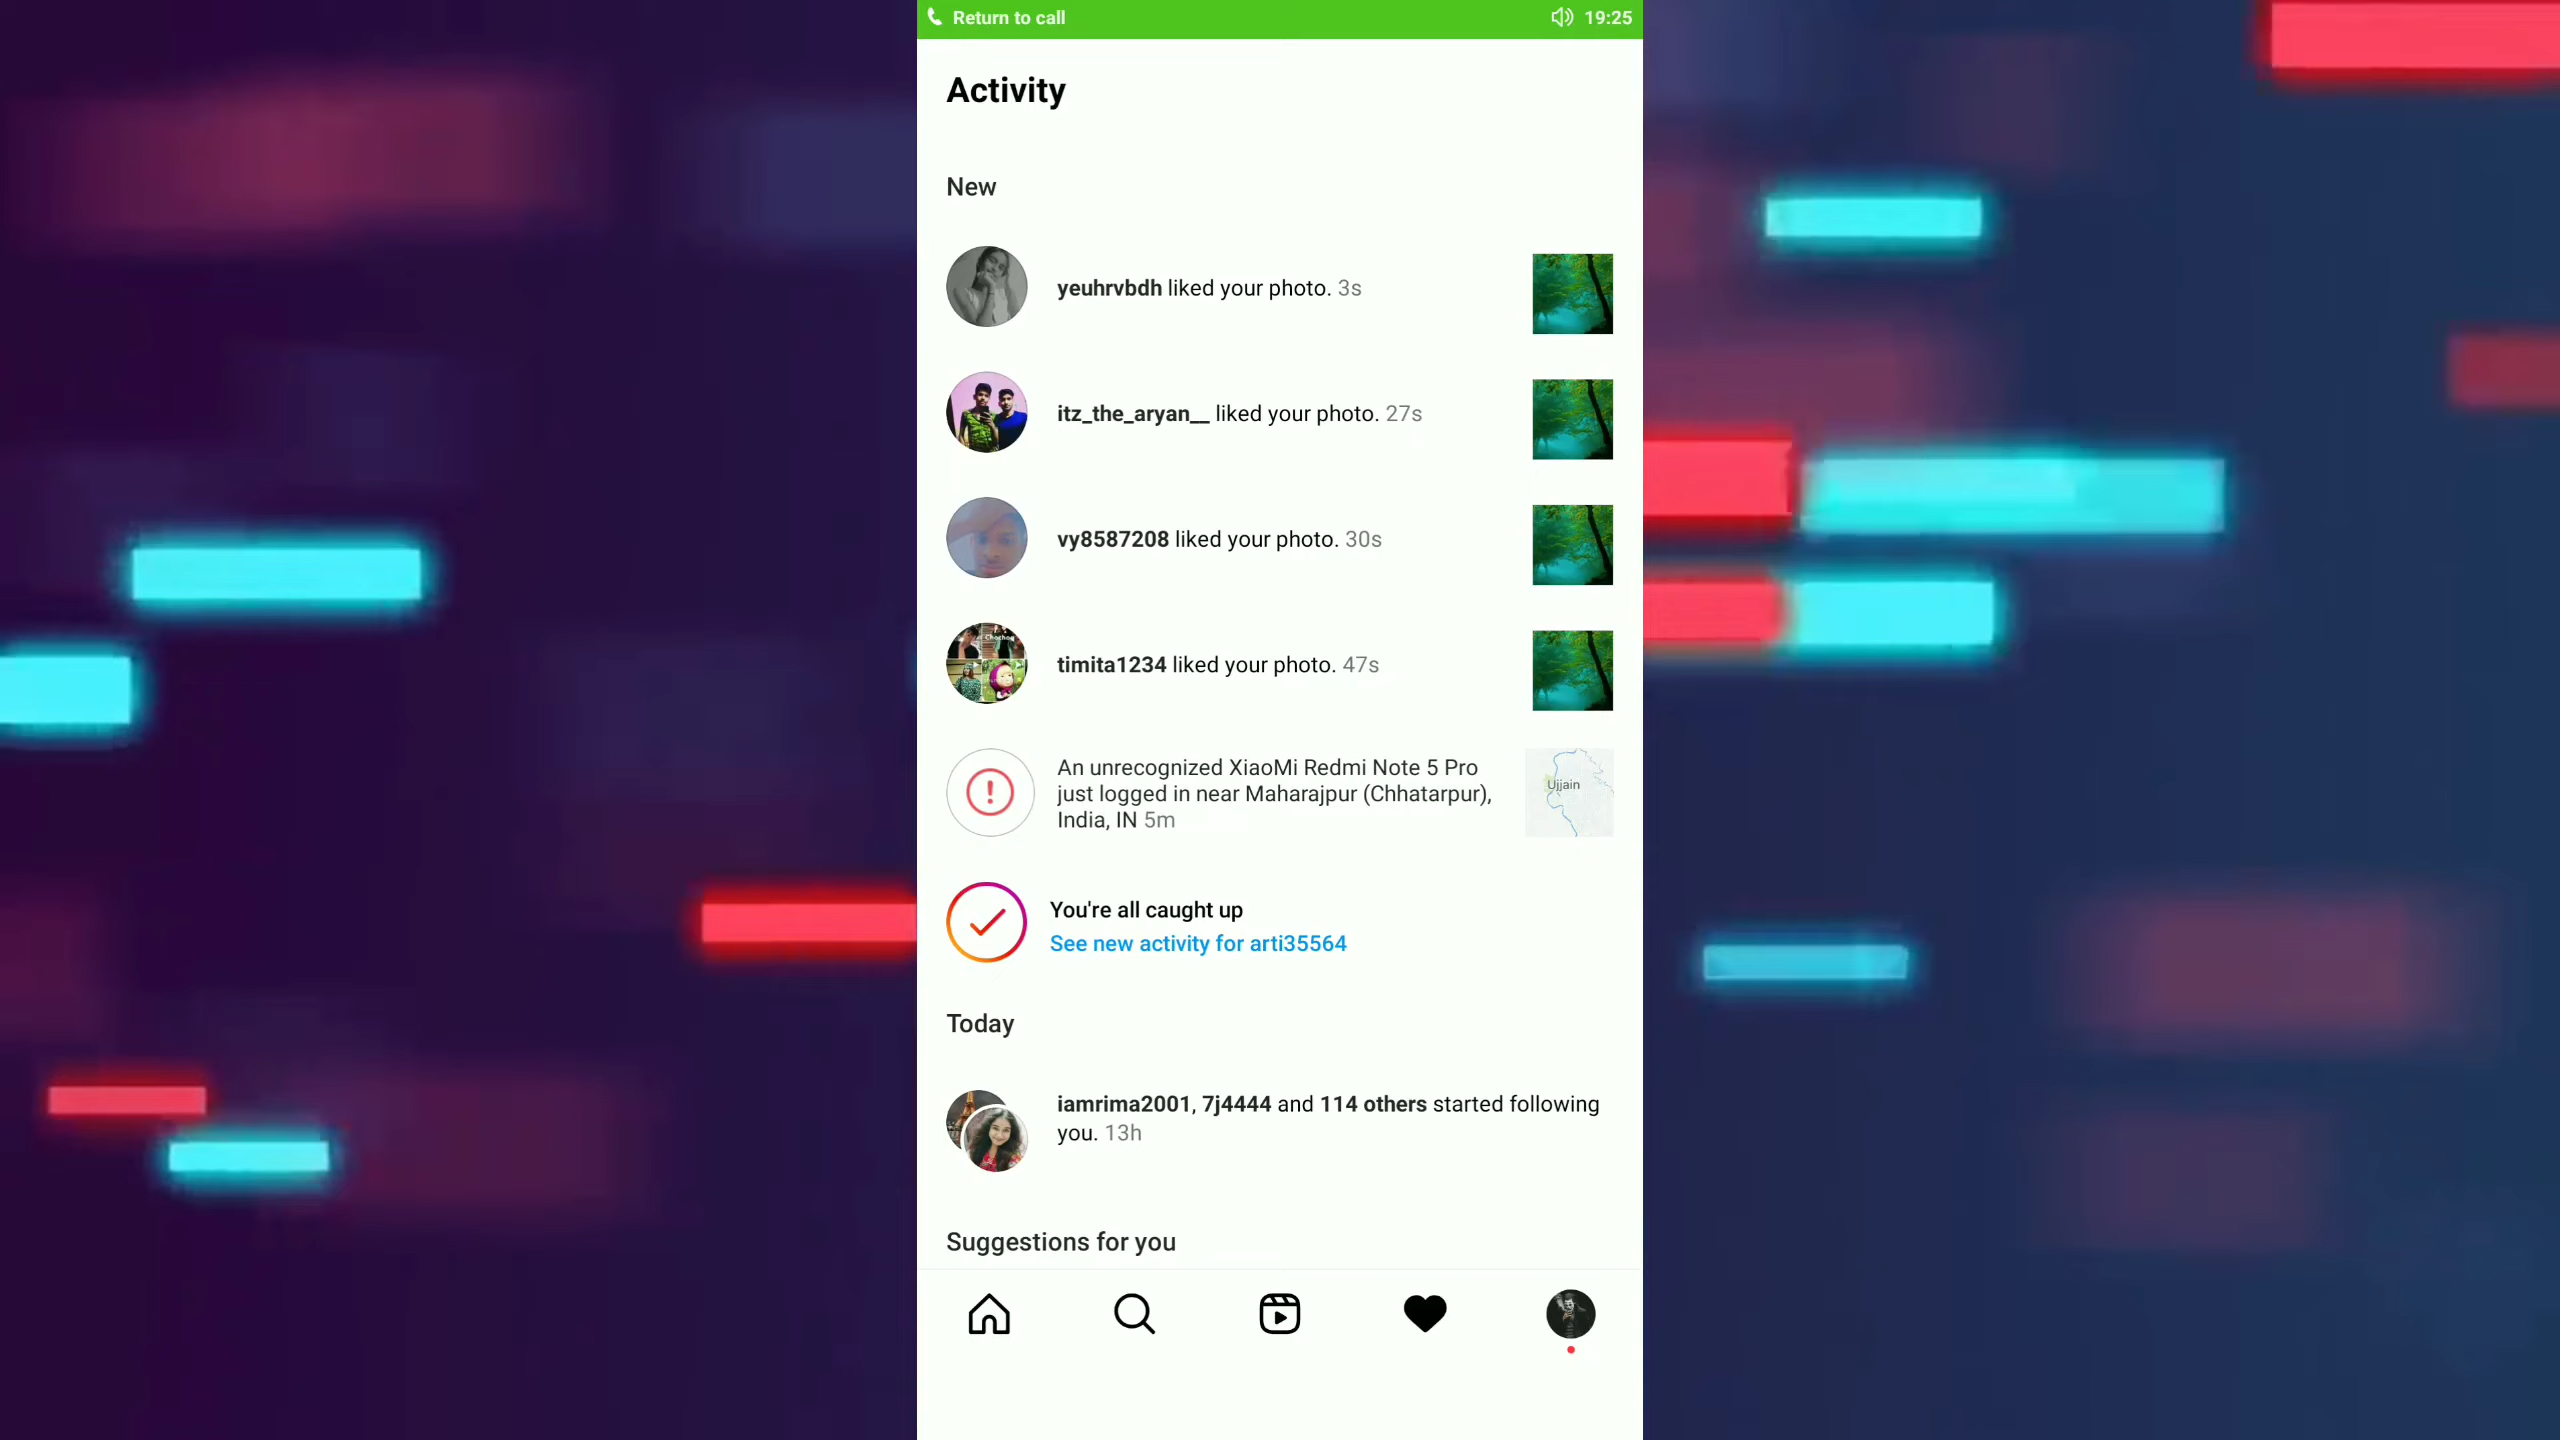 Return to call 19:25
Activity
New
yeuhrvbdh liked your photo. 3s
itz_the_aryan__ liked your photo. 27s
vy8587208 liked your photo. 30s
Chochoo
timita1234 liked your photo. 47s
An unrecognized XiaoMi Redmi Note 5 Pro
just logged in near Maharajpur (Chhatarpur),
India, IN 5m
Ujjain
You're all caught up
See new activity for arti35564
Today
iamrima2001, 7j4444 and 114 others started following
you. 13h
Suggestions for you